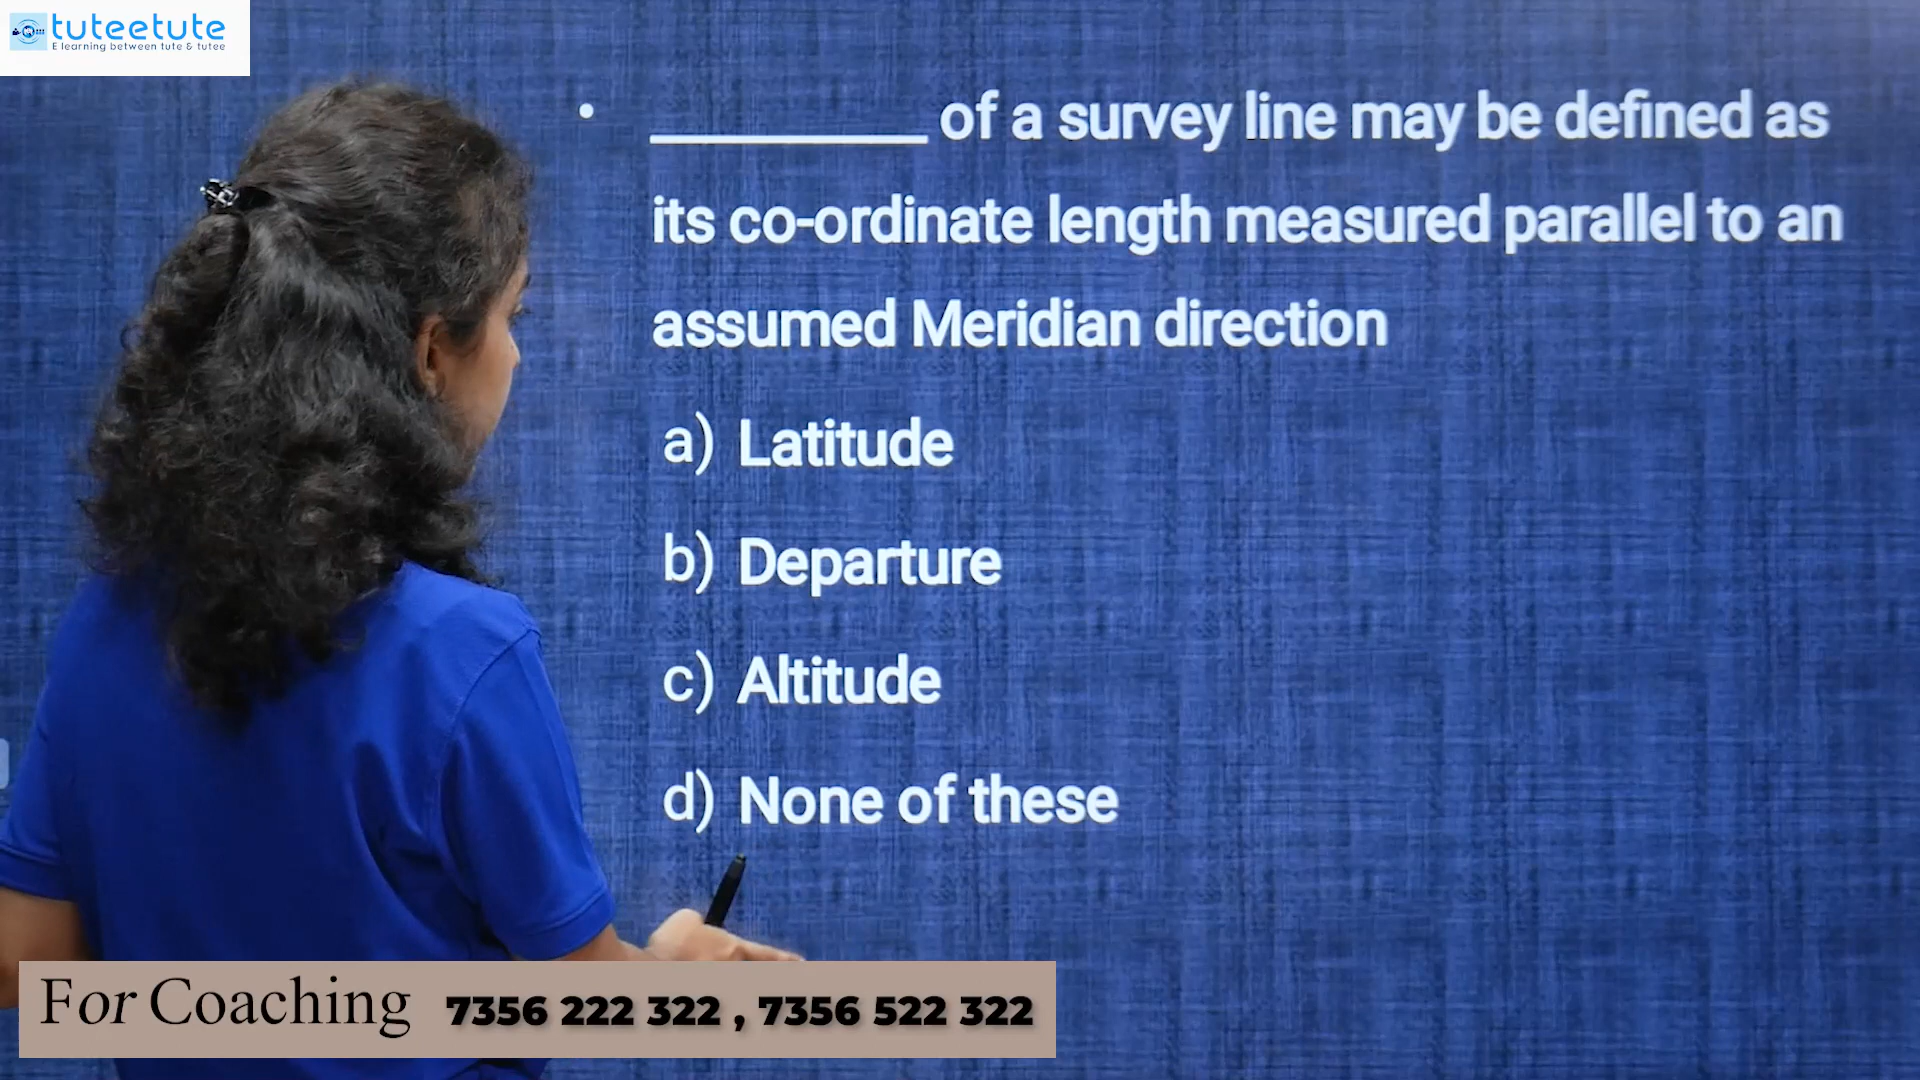 tuteetute
E learning between tute & tutee
• __________ of a survey line may be defined as
its co-ordinate length measured parallel to an
assumed Meridian direction
a) Latitude
b) Departure
c) Altitude
d) None of these
For Coaching 7356 222 322 , 7356 522 322